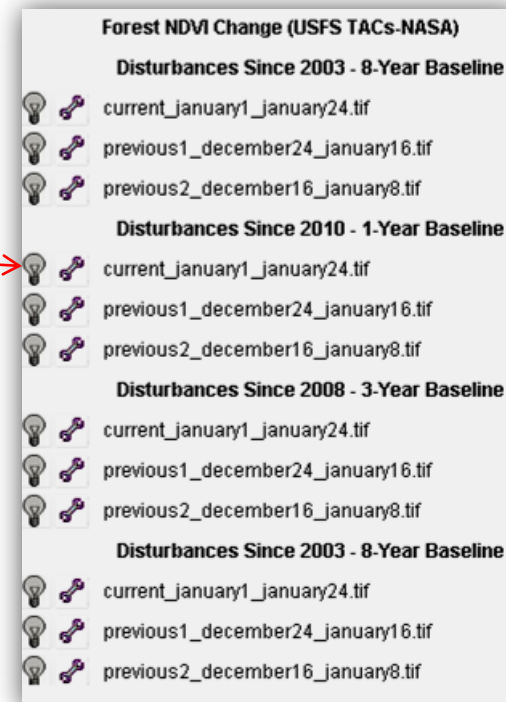 Forest NDVI Change (USFS TACs-NASA)
Disturbances Since 2003 - 8-Year Baseline
current_january1_january24.tif
previous1_december24_january16.tif
previous2_december16_january8.tif
Disturbances Since 2010 - 1-Year Baseline
current_january1_january24.tif
previous1_december24_january16.tif
previous2_december16_january8.tif
Disturbances Since 2008 - 3-Year Baseline
current_january1_january24.tif
previous1_december24_january16.tif
previous2_december16_january8.tif
Disturbances Since 2003 - 8-Year Baseline
current_january1_january24.tif
previous1_december24_january16.tif
previous2_december16_january8.tif